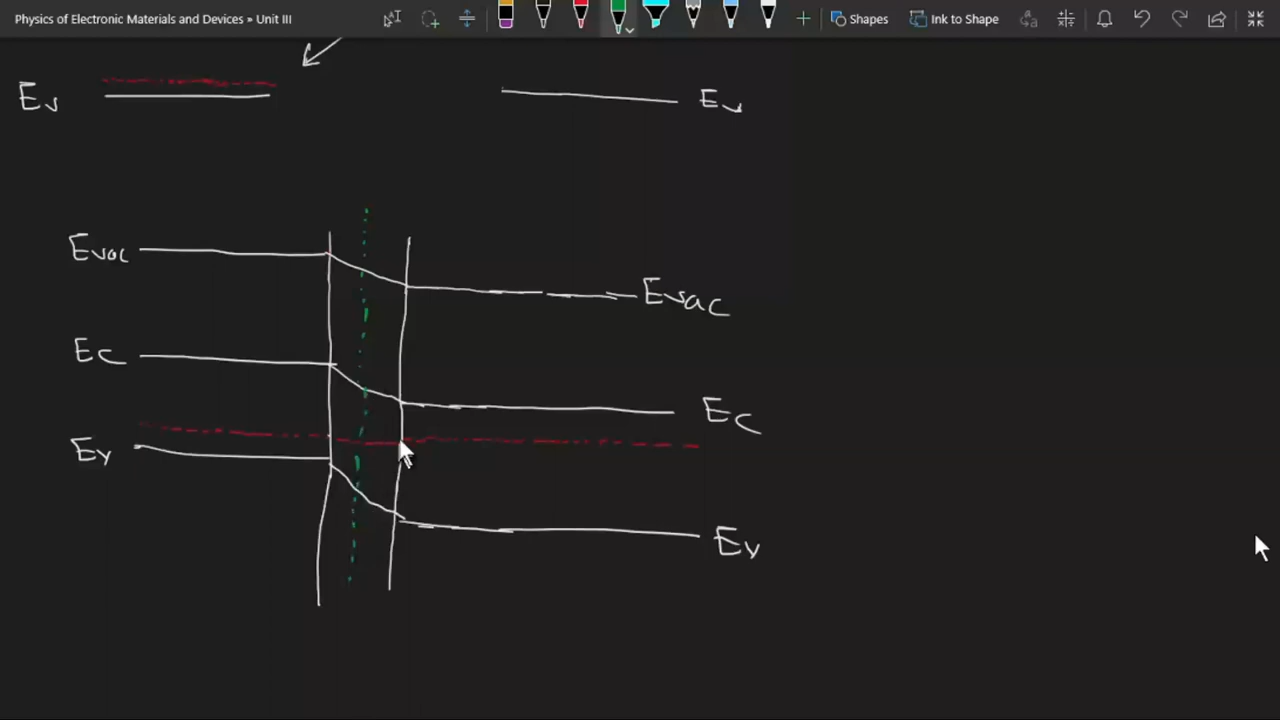 Physics of Electronic Materials and Devices » Unit III
Shapes
Ink to Shape
Ev
Ev
Evac
Evac
Ec
Ec
Ev
Ev